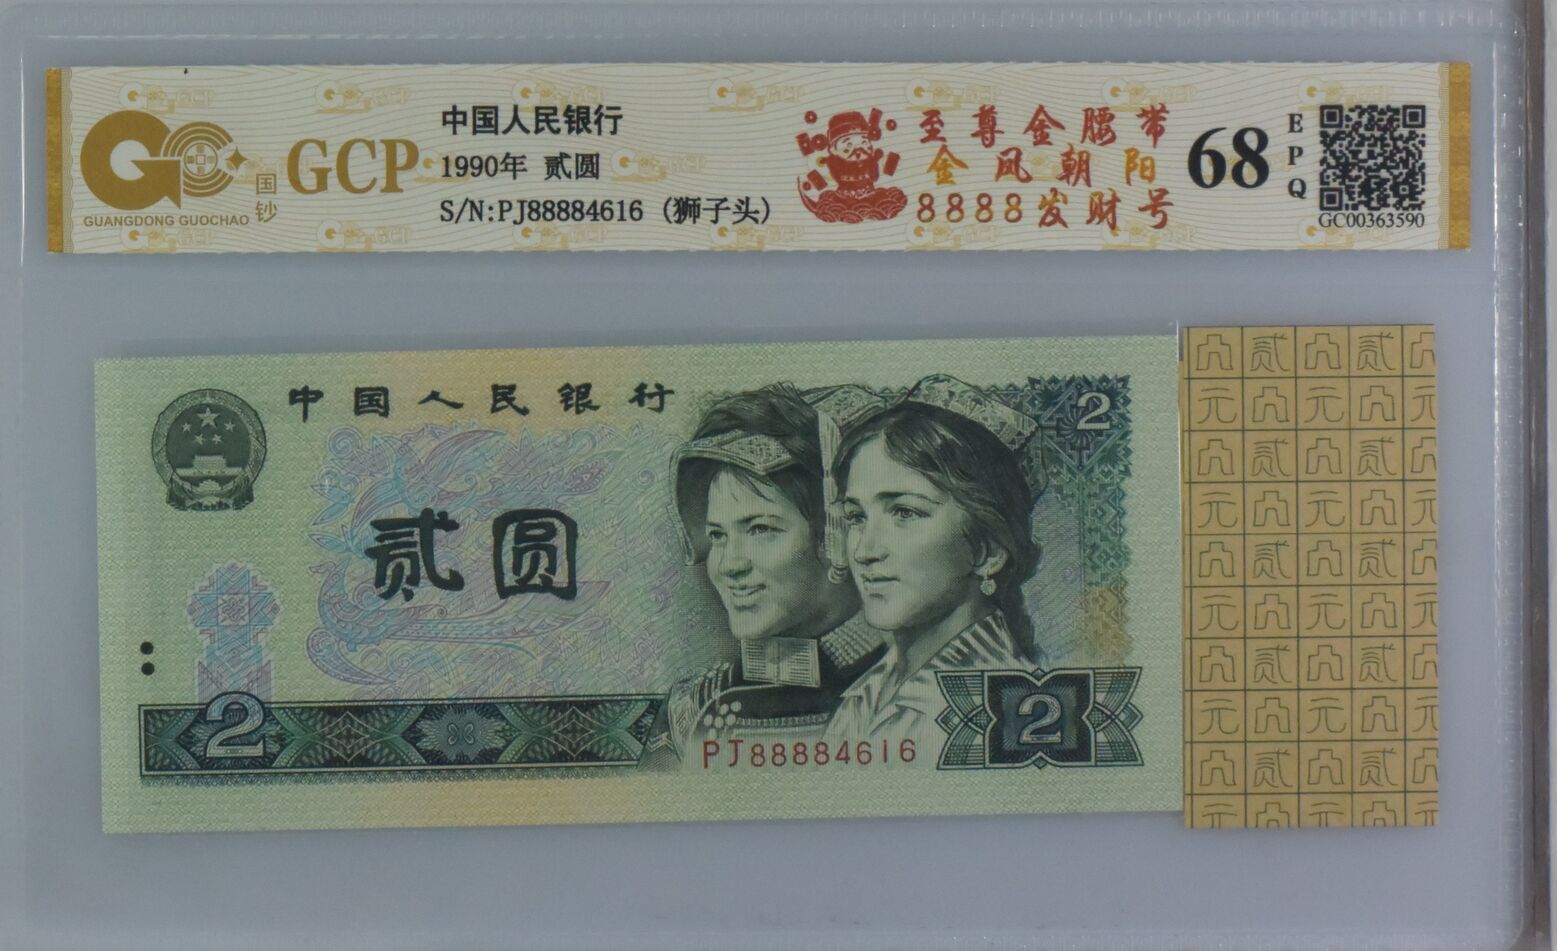 GCP
国钞
GUANGDONG GUOCHAO
中国人民银行
1990年 贰圆
S/N:PJ88884616 (狮子头)
至尊金腰带
金凤朝阳
8888发财号
68
EPQ
GC00363590
中国人民银行
2
贰圆
2
PJ88884616
2